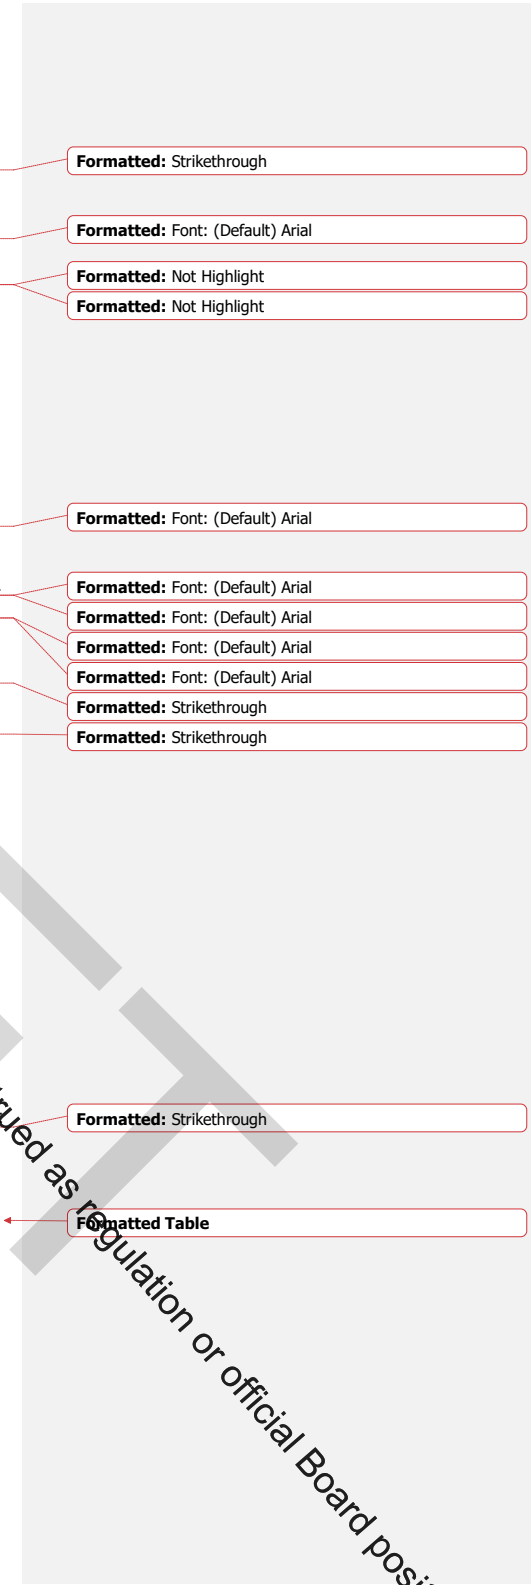 Formatted: Strikethrough
Formatted: Font: (Default) Arial
Formatted: Not Highlight
Formatted: Not Highlight
Formatted: Font: (Default) Arial
Formatted: Font: (Default) Arial
Formatted: Font: (Default) Arial
Formatted: Font: (Default) Arial
Formatted: Font: (Default) Arial
Formatted: Strikethrough
Formatted: Strikethrough
Formatted: Strikethrough
Formatted Table
as regulation or official Board